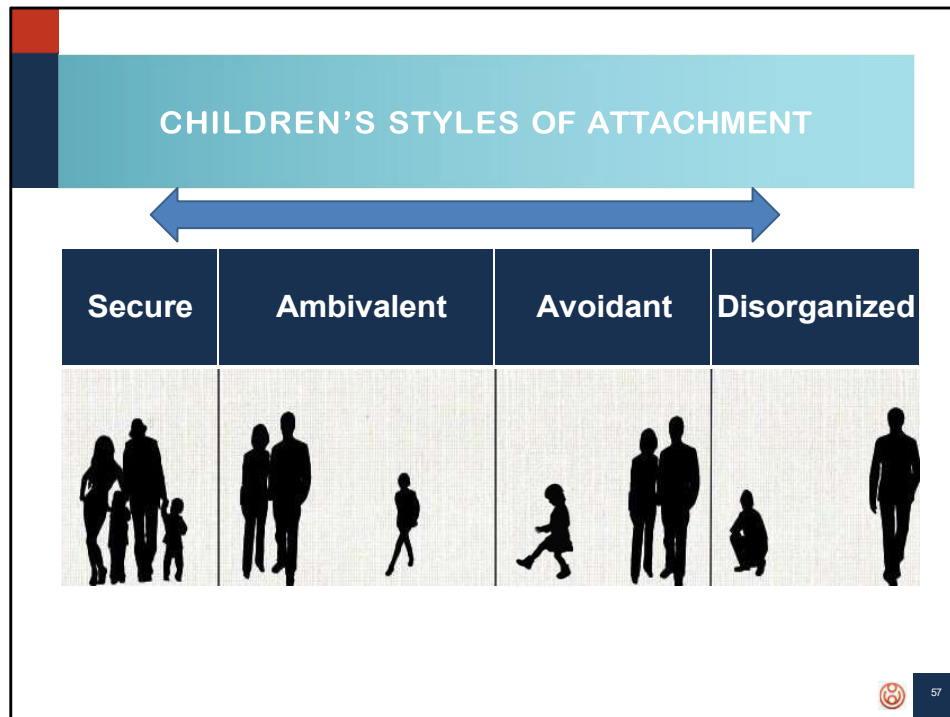 CHILDREN'S STYLES OF ATTACHMENT
Secure Ambivalent Avoidant Disorganized
57